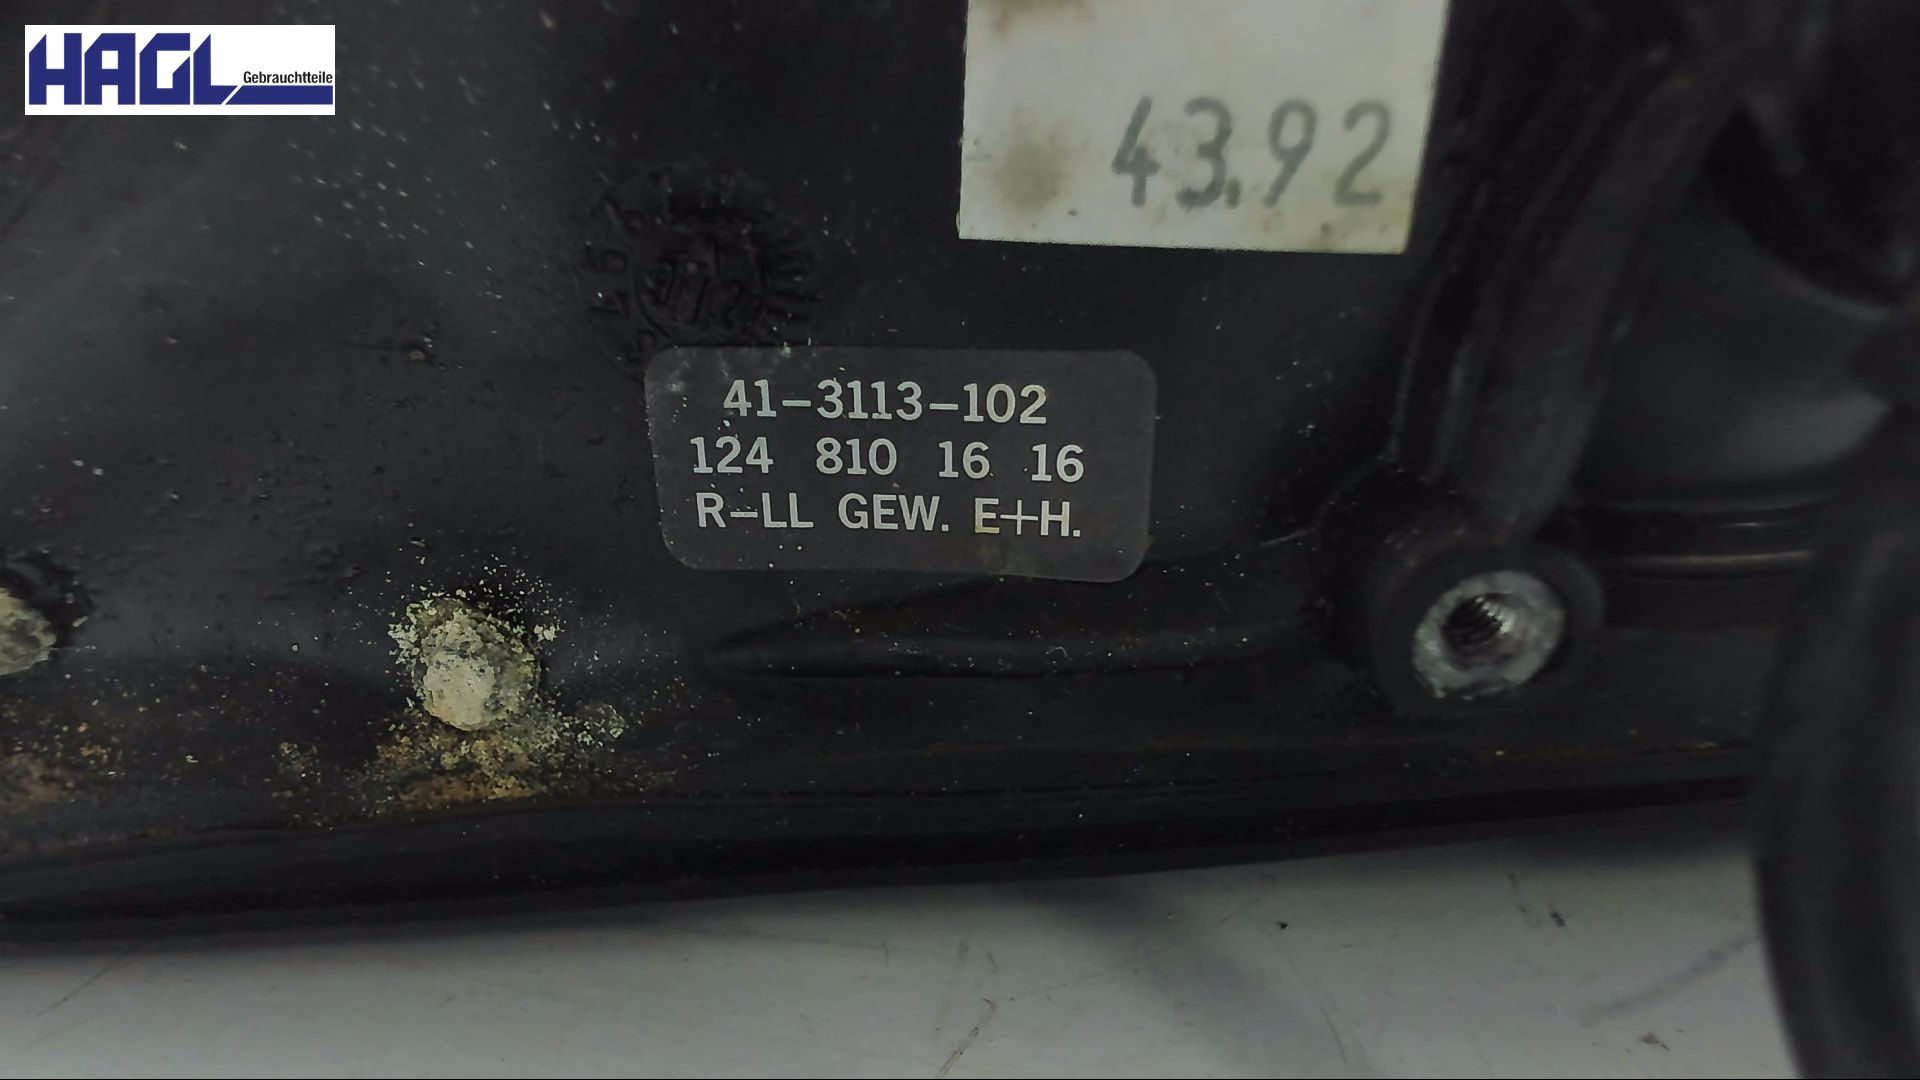 HAGL
Gebrauchtteile
43.92
41-3113-102
124 810 16 16
R-LL GEW. E+H.